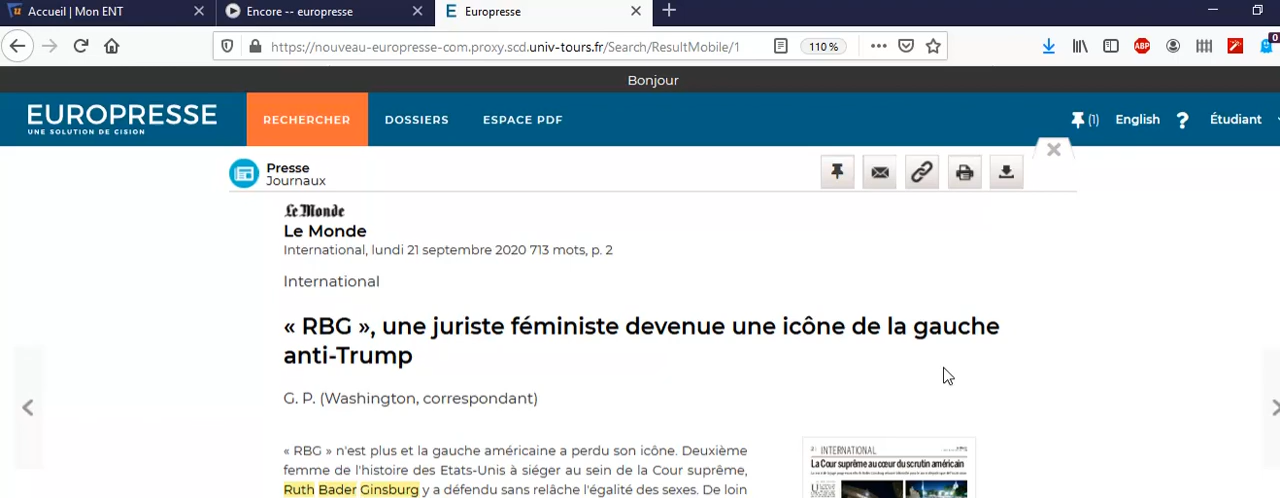 Accueil | Mon ENT
Encore -- europresse
Europresse
https://nouveau-europresse-com.proxy.scd.univ-tours.fr/Search/ResultMobile/1
110 %
ABP
0
Bonjour
EUROPRESSE
UNE SOLUTION DE CISION
RECHERCHER
DOSSIERS
ESPACE PDF
(1)
English
?
Étudiant
Presse
Journaux
Le Monde
Le Monde
International, lundi 21 septembre 2020 713 mots, p. 2
International
« RBG », une juriste féministe devenue une icône de la gauche
anti-Trump
G. P. (Washington, correspondant)
« RBG » n'est plus et la gauche américaine a perdu son icône. Deuxième
femme de l'histoire des Etats-Unis à siéger au sein de la Cour suprême,
Ruth Bader Ginsburg y a défendu sans relâche l'égalité des sexes. De loin
INTERNATIONAL
La Cour suprême au cœur du scrutin américain